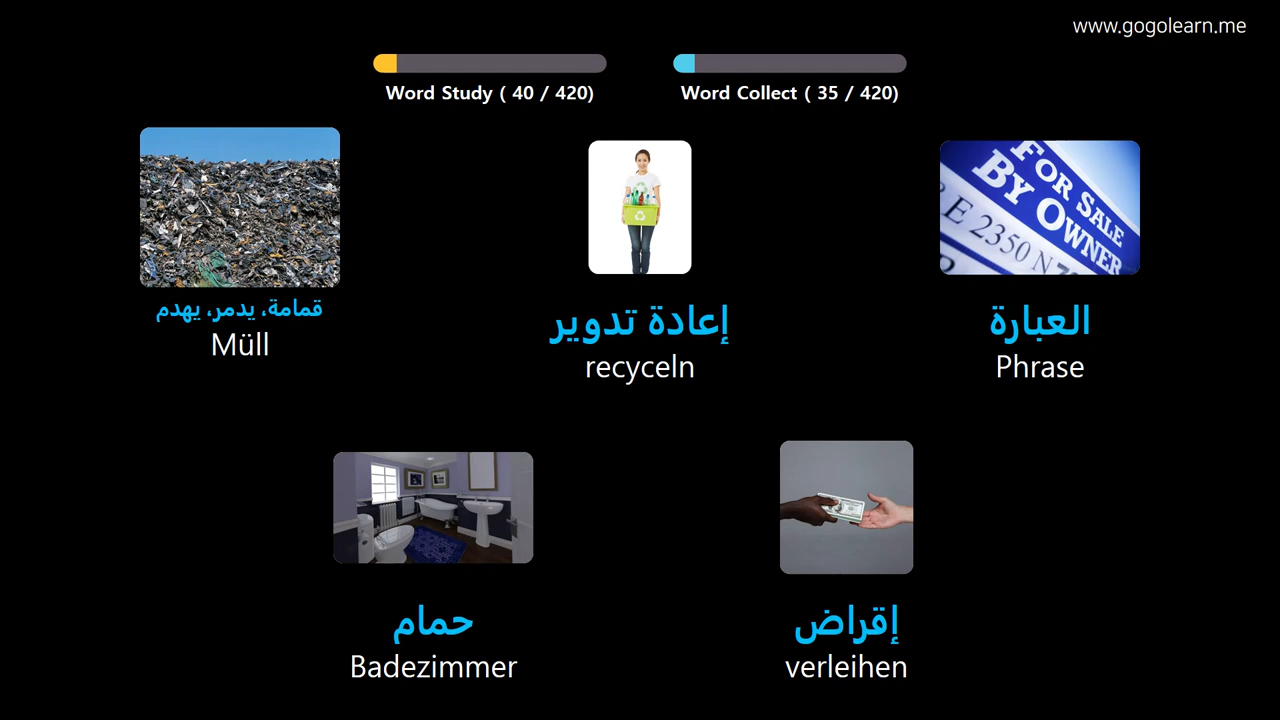 www.gogolearn.me
Word Study ( 40 / 420)
Word Collect ( 35 / 420)
FOR SALE
BY OWNER
E 2350 N
قمامة، يدمر، يهدم
Müll
إعادة تدوير
recyceln
العبارة
Phrase
حمام
Badezimmer
إقراض
verleihen